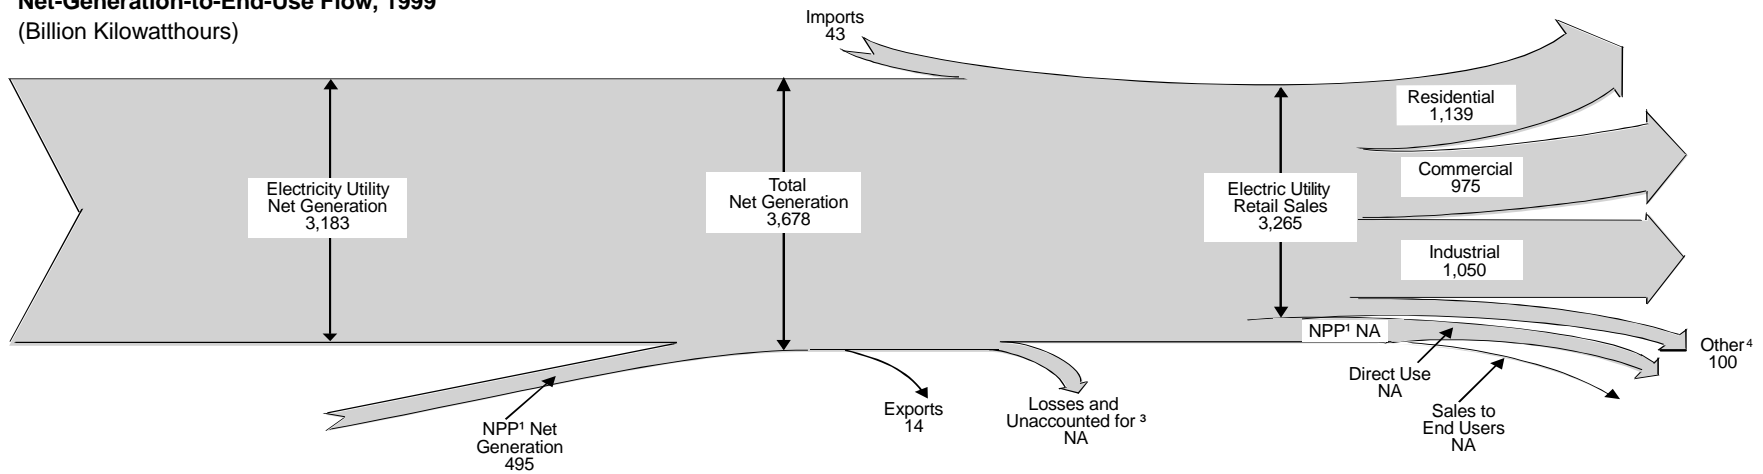 Net-Generation-to-End-Use Flow, 1999
(Billion Kilowatthours)
Imports
43
Residential
1,139
Commercial
975
Electricity Utility
Net Generation
3,183
Total
Net Generation
3,678
Electric Utility
Retail Sales
3,265
Industrial
1,050
NPP¹ NA
Other⁴
100
Direct Use
NA
Exports
14
Losses and
Unaccounted for ³
NA
Sales to
End Users
NA
NPP¹ Net
Generation
495